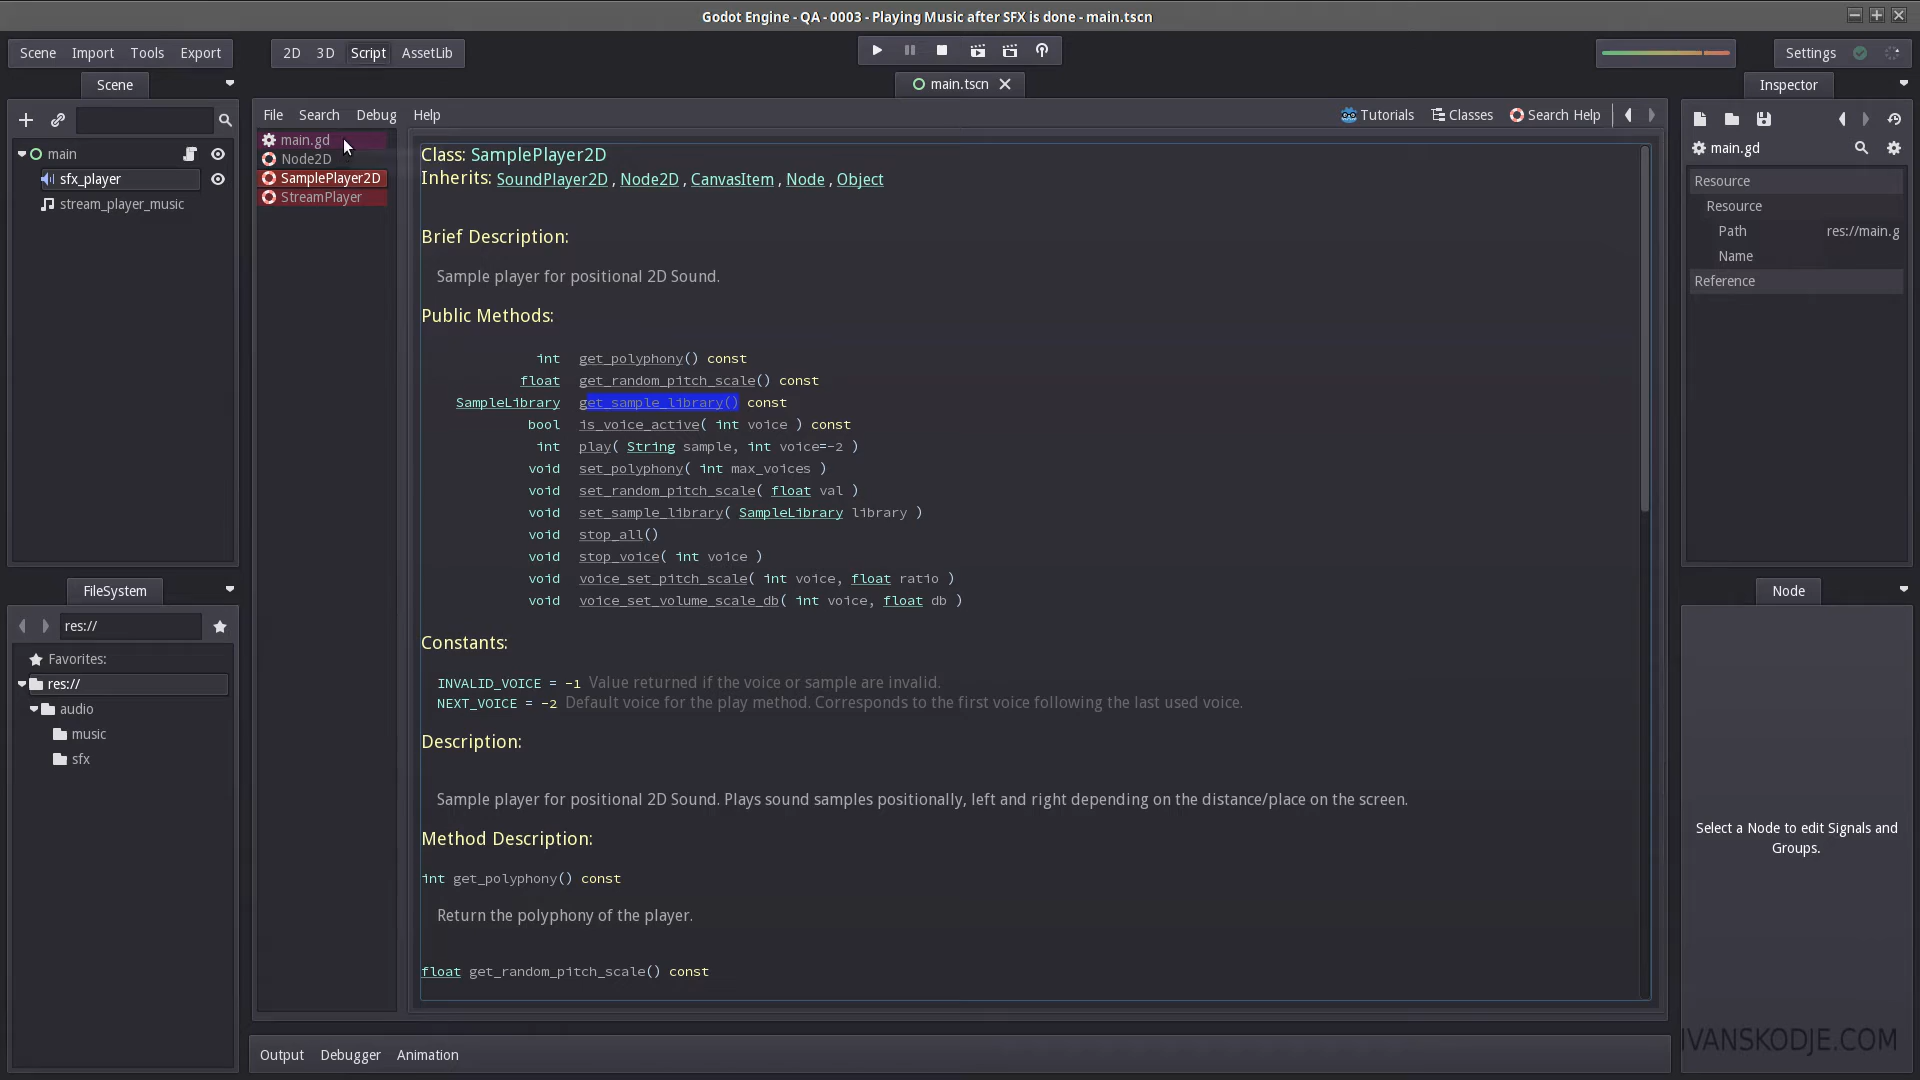 Godot Engine - QA - 0003 - Playing Music after SFX is done - main.tscn
Scene Import Tools Export 2D 3D Script AssetLib Settings
Scene main.tscn Inspector
File Search Debug Help Tutorials Classes Search Help
main.gd
Node2D
SamplePlayer2D
StreamPlayer
main
sfx_player
stream_player_music
Class: SamplePlayer2D
Inherits: SoundPlayer2D , Node2D , CanvasItem , Node , Object
Brief Description:
Sample player for positional 2D Sound.
Public Methods:
int get_polyphony() const
float get_random_pitch_scale() const
SampleLibrary get_sample_library() const
bool is_voice_active( int voice ) const
int play( String sample, int voice=-2 )
void set_polyphony( int max_voices )
void set_random_pitch_scale( float val )
void set_sample_library( SampleLibrary library )
void stop_all()
void stop_voice( int voice )
void voice_set_pitch_scale( int voice, float ratio )
void voice_set_volume_scale_db( int voice, float db )
Constants:
INVALID_VOICE = -1 Value returned if the voice or sample are invalid.
NEXT_VOICE = -2 Default voice for the play method. Corresponds to the first voice following the last used voice.
Description:
Sample player for positional 2D Sound. Plays sound samples positionally, left and right depending on the distance/place on the screen.
Method Description:
int get_polyphony() const
Return the polyphony of the player.
float get_random_pitch_scale() const
main.gd
Resource
Resource
Path res://main.g
Name
Reference
FileSystem
res://
Favorites:
res://
audio
music
sfx
Node
Select a Node to edit Signals and
Groups.
Output Debugger Animation
IVANSKODJE.COM